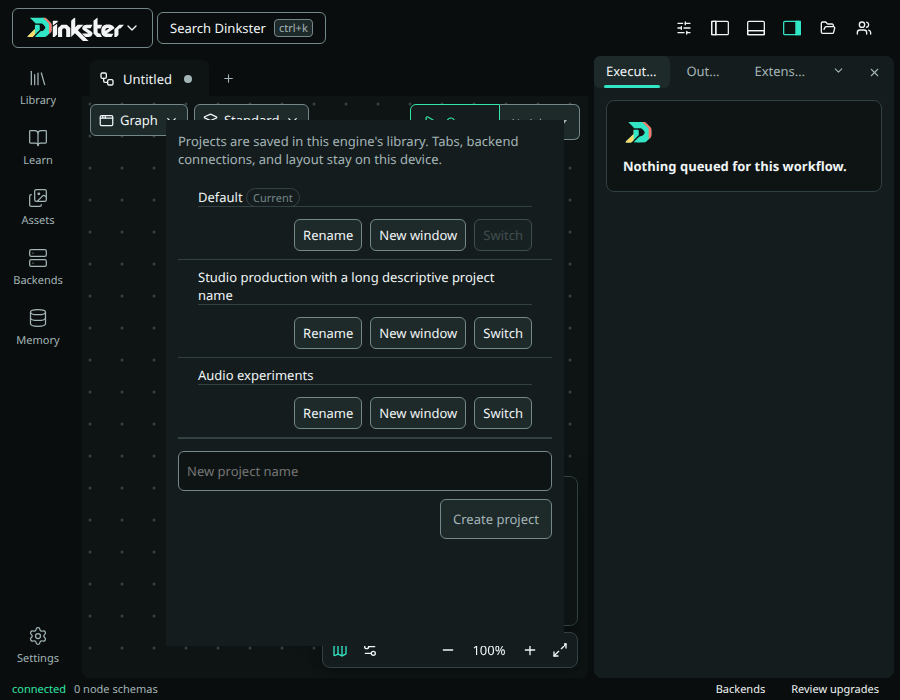 Dinkster
Search Dinkster ctrl+k
Library
Learn
Assets
Backends
Memory
Settings
Untitled
Graph
Standard
Execut...
Out...
Extens...
Nothing queued for this workflow.
Projects are saved in this engine's library. Tabs, backend
connections, and layout stay on this device.
Default Current
Rename New window Switch
Studio production with a long descriptive project
name
Rename New window Switch
Audio experiments
Rename New window Switch
New project name
Create project
100%
connected 0 node schemas
Backends Review upgrades